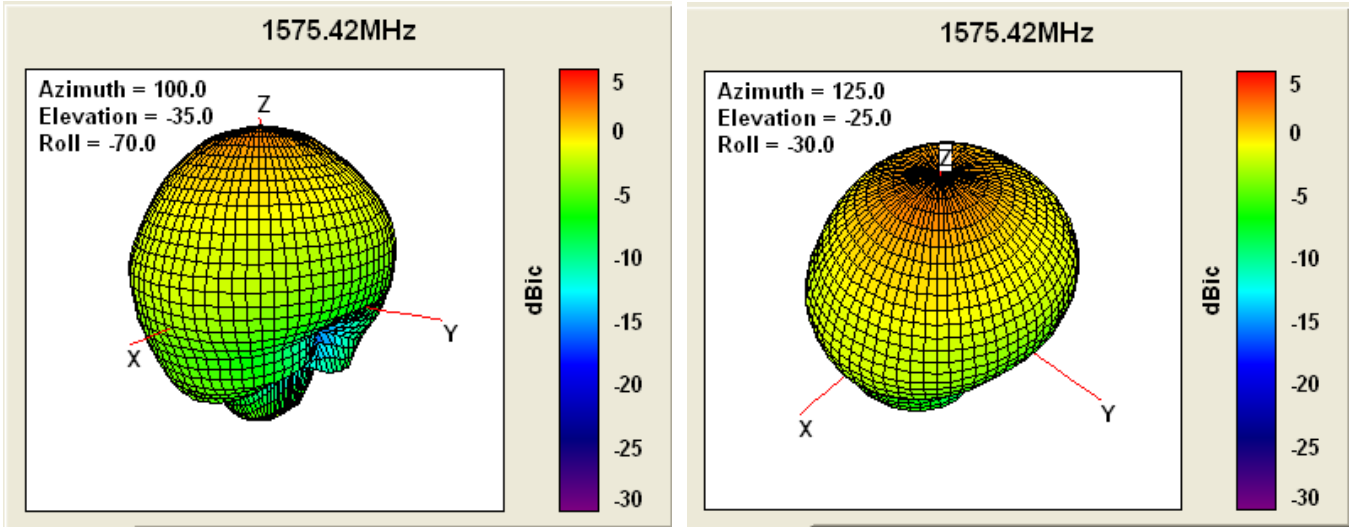 1575.42MHz
Azimuth = 100.0
Elevation = -35.0
Roll = -70.0
Z
X
Y
5
0
-5
-10
-15
-20
-25
-30
dBic
1575.42MHz
Azimuth = 125.0
Elevation = -25.0
Roll = -30.0
Z
X
Y
5
0
-5
-10
-15
-20
-25
-30
dBic